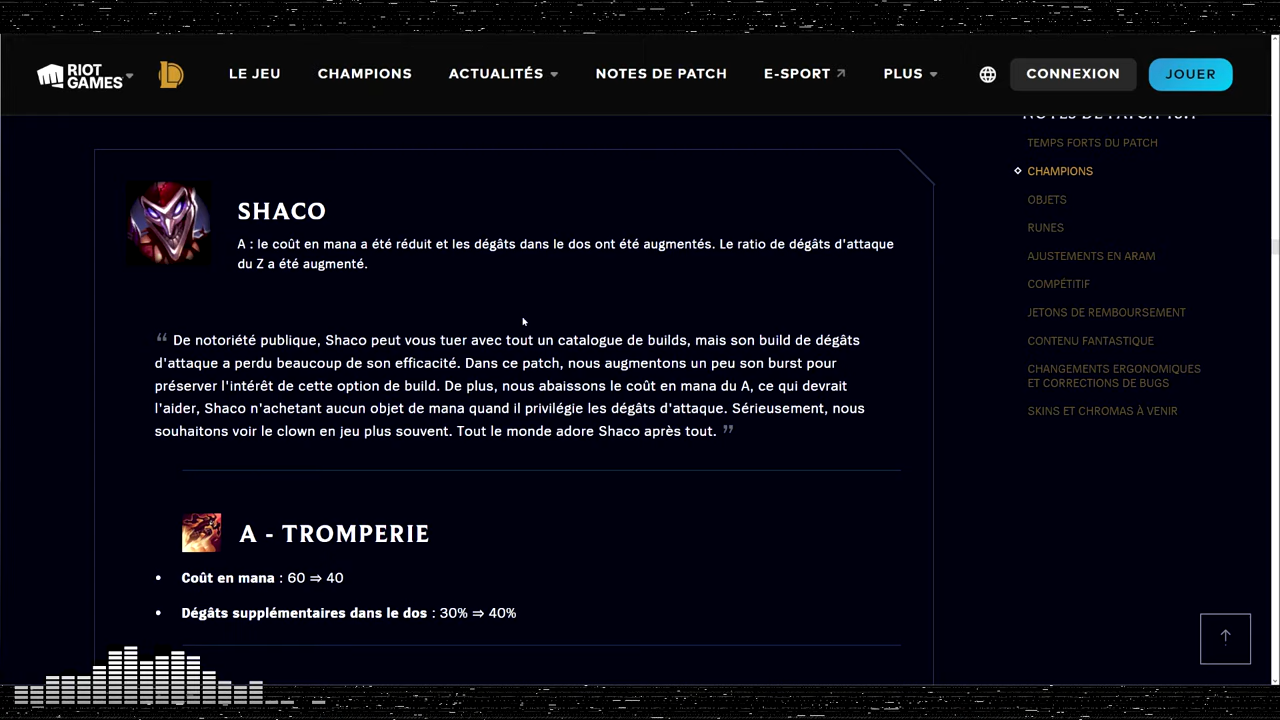 RIOT GAMES
LE JEU
CHAMPIONS
ACTUALITÉS
NOTES DE PATCH
E-SPORT
PLUS
CONNEXION
JOUER
TEMPS FORTS DU PATCH
CHAMPIONS
OBJETS
RUNES
AJUSTEMENTS EN ARAM
COMPÉTITIF
JETONS DE REMBOURSEMENT
CONTENU FANTASTIQUE
CHANGEMENTS ERGONOMIQUES
ET CORRECTIONS DE BUGS
SKINS ET CHROMAS À VENIR
SHACO
A : le coût en mana a été réduit et les dégâts dans le dos ont été augmentés. Le ratio de dégâts d'attaque
du Z a été augmenté.
“ De notoriété publique, Shaco peut vous tuer avec tout un catalogue de builds, mais son build de dégâts
d'attaque a perdu beaucoup de son efficacité. Dans ce patch, nous augmentons un peu son burst pour
préserver l'intérêt de cette option de build. De plus, nous abaissons le coût en mana du A, ce qui devrait
l'aider, Shaco n'achetant aucun objet de mana quand il privilégie les dégâts d'attaque. Sérieusement, nous
souhaitons voir le clown en jeu plus souvent. Tout le monde adore Shaco après tout. ”
A - TROMPERIE
• Coût en mana : 60 ⇒ 40
• Dégâts supplémentaires dans le dos : 30% ⇒ 40%